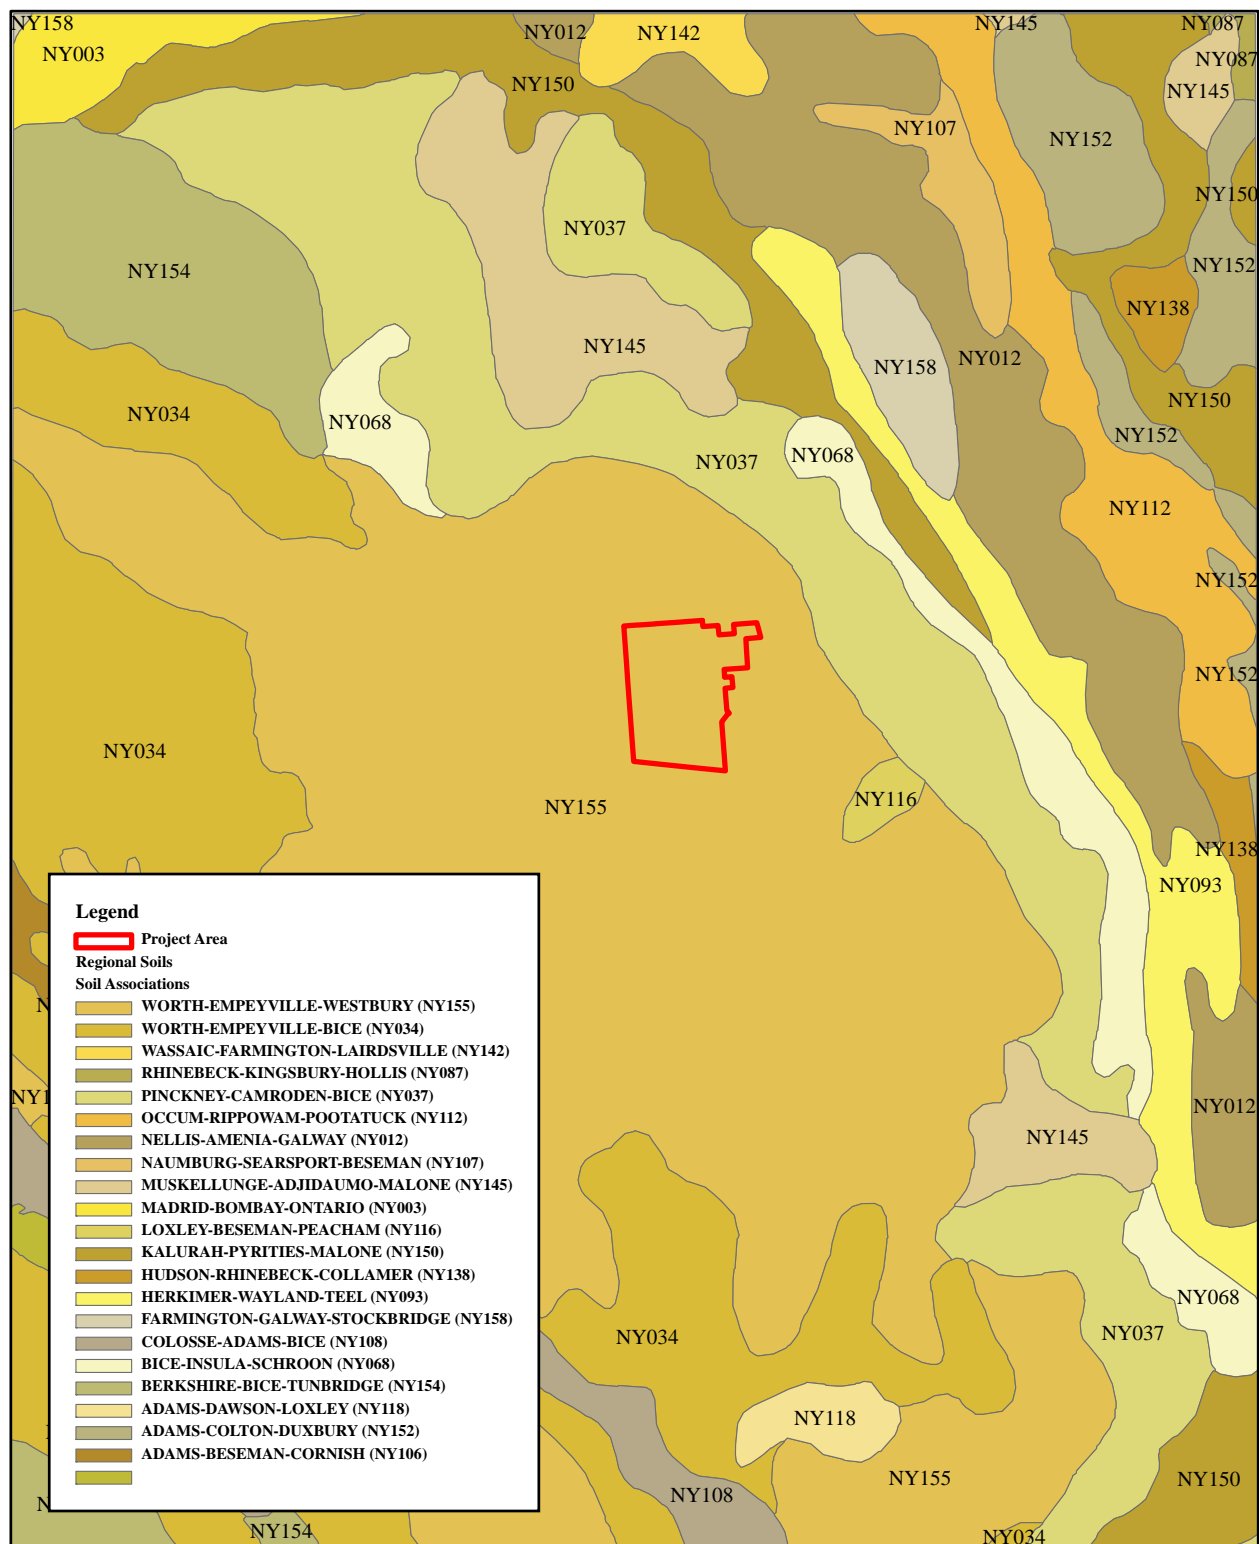 NY158
NY012
NY142
NY145
NY087
NY003
NY150
NY087
NY145
NY107
NY152
NY150
NY037
NY154
NY152
NY138
NY145
NY158
NY012
NY034
NY068
NY150
NY152
NY037
NY068
NY112
NY152
NY152
NY034
NY155
NY116
NY138
NY093
Legend
Project Area
Regional Soils
Soil Associations
WORTH-EMPEYVILLE-WESTBURY (NY155)
WORTH-EMPEYVILLE-BICE (NY034)
WASSAIC-FARMINGTON-LAIRDSVILLE (NY142)
RHINEBECK-KINGSBURY-HOLLIS (NY087)
PINCKNEY-CAMRODEN-BICE (NY037)
OCCUM-RIPPOWAM-POOTATUCK (NY112)
NELLIS-AMENIA-GALWAY (NY012)
NAUMBURG-SEARSPORT-BESEMAN (NY107)
MUSKELLUNGE-ADJIDAUMO-MALONE (NY145)
MADRID-BOMBAY-ONTARIO (NY003)
LOXLEY-BESEMAN-PEACHAM (NY116)
KALURAH-PYRITIES-MALONE (NY150)
HUDSON-RHINEBECK-COLLAMER (NY138)
HERKIMER-WAYLAND-TEEL (NY093)
FARMINGTON-GALWAY-STOCKBRIDGE (NY158)
COLOSSE-ADAMS-BICE (NY108)
BICE-INSULA-SCHROON (NY068)
BERKSHIRE-BICE-TUNBRIDGE (NY154)
ADAMS-DAWSON-LOXLEY (NY118)
ADAMS-COLTON-DUXBURY (NY152)
ADAMS-BESEMAN-CORNISH (NY106)
NY012
NY145
NY068
NY034
NY037
NY118
NY155
NY150
NY108
NY154
NY034